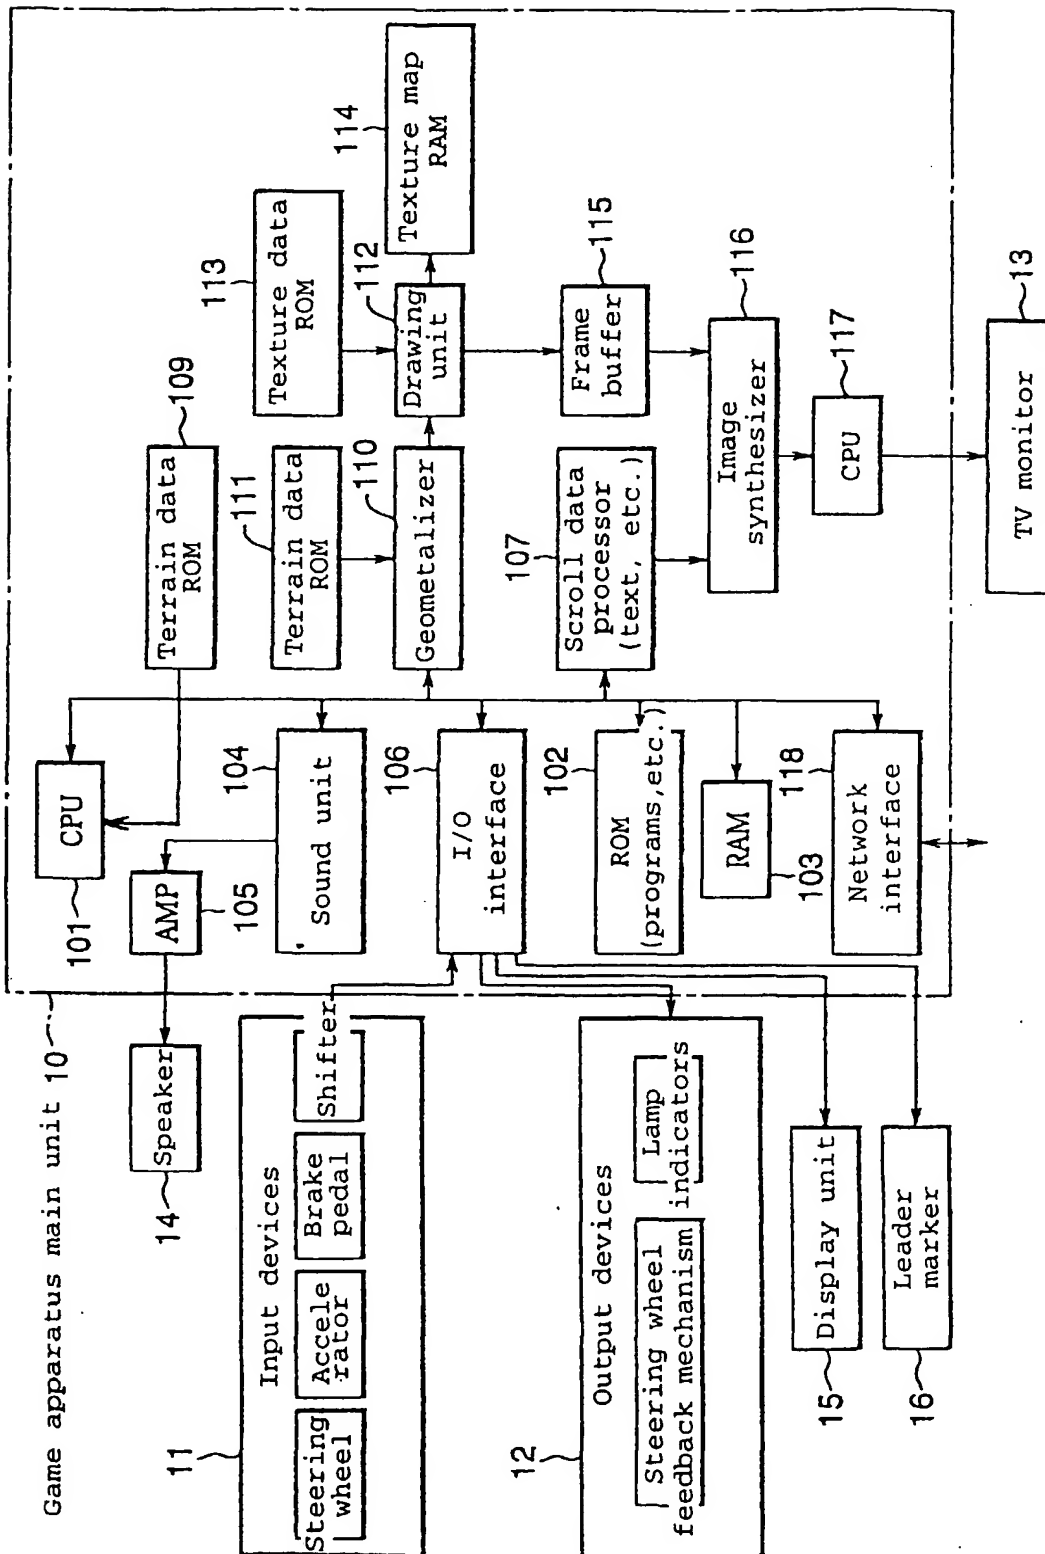 Game apparatus main unit 10
CPU
101
Terrain data
ROM
109
Texture data
ROM
113
Texture map
RAM
114
Terrain data
ROM
111
AMP
105
Speaker
14
Sound unit
104
Geometalizer
110
Drawing
unit
112
Input devices
11
Steering
wheel
Accele
rator
Brake
pedal
Shifter
I/O
interface
106
Scroll data
processor
(text, etc.)
107
Frame
buffer
115
ROM
(programs,etc.)
102
Output devices
12
Steering wheel
feedback mechanism
Lamp
indicators
RAM
103
Image
synthesizer
116
CPU
117
Display unit
15
Network
interface
118
Leader
marker
16
TV monitor
13